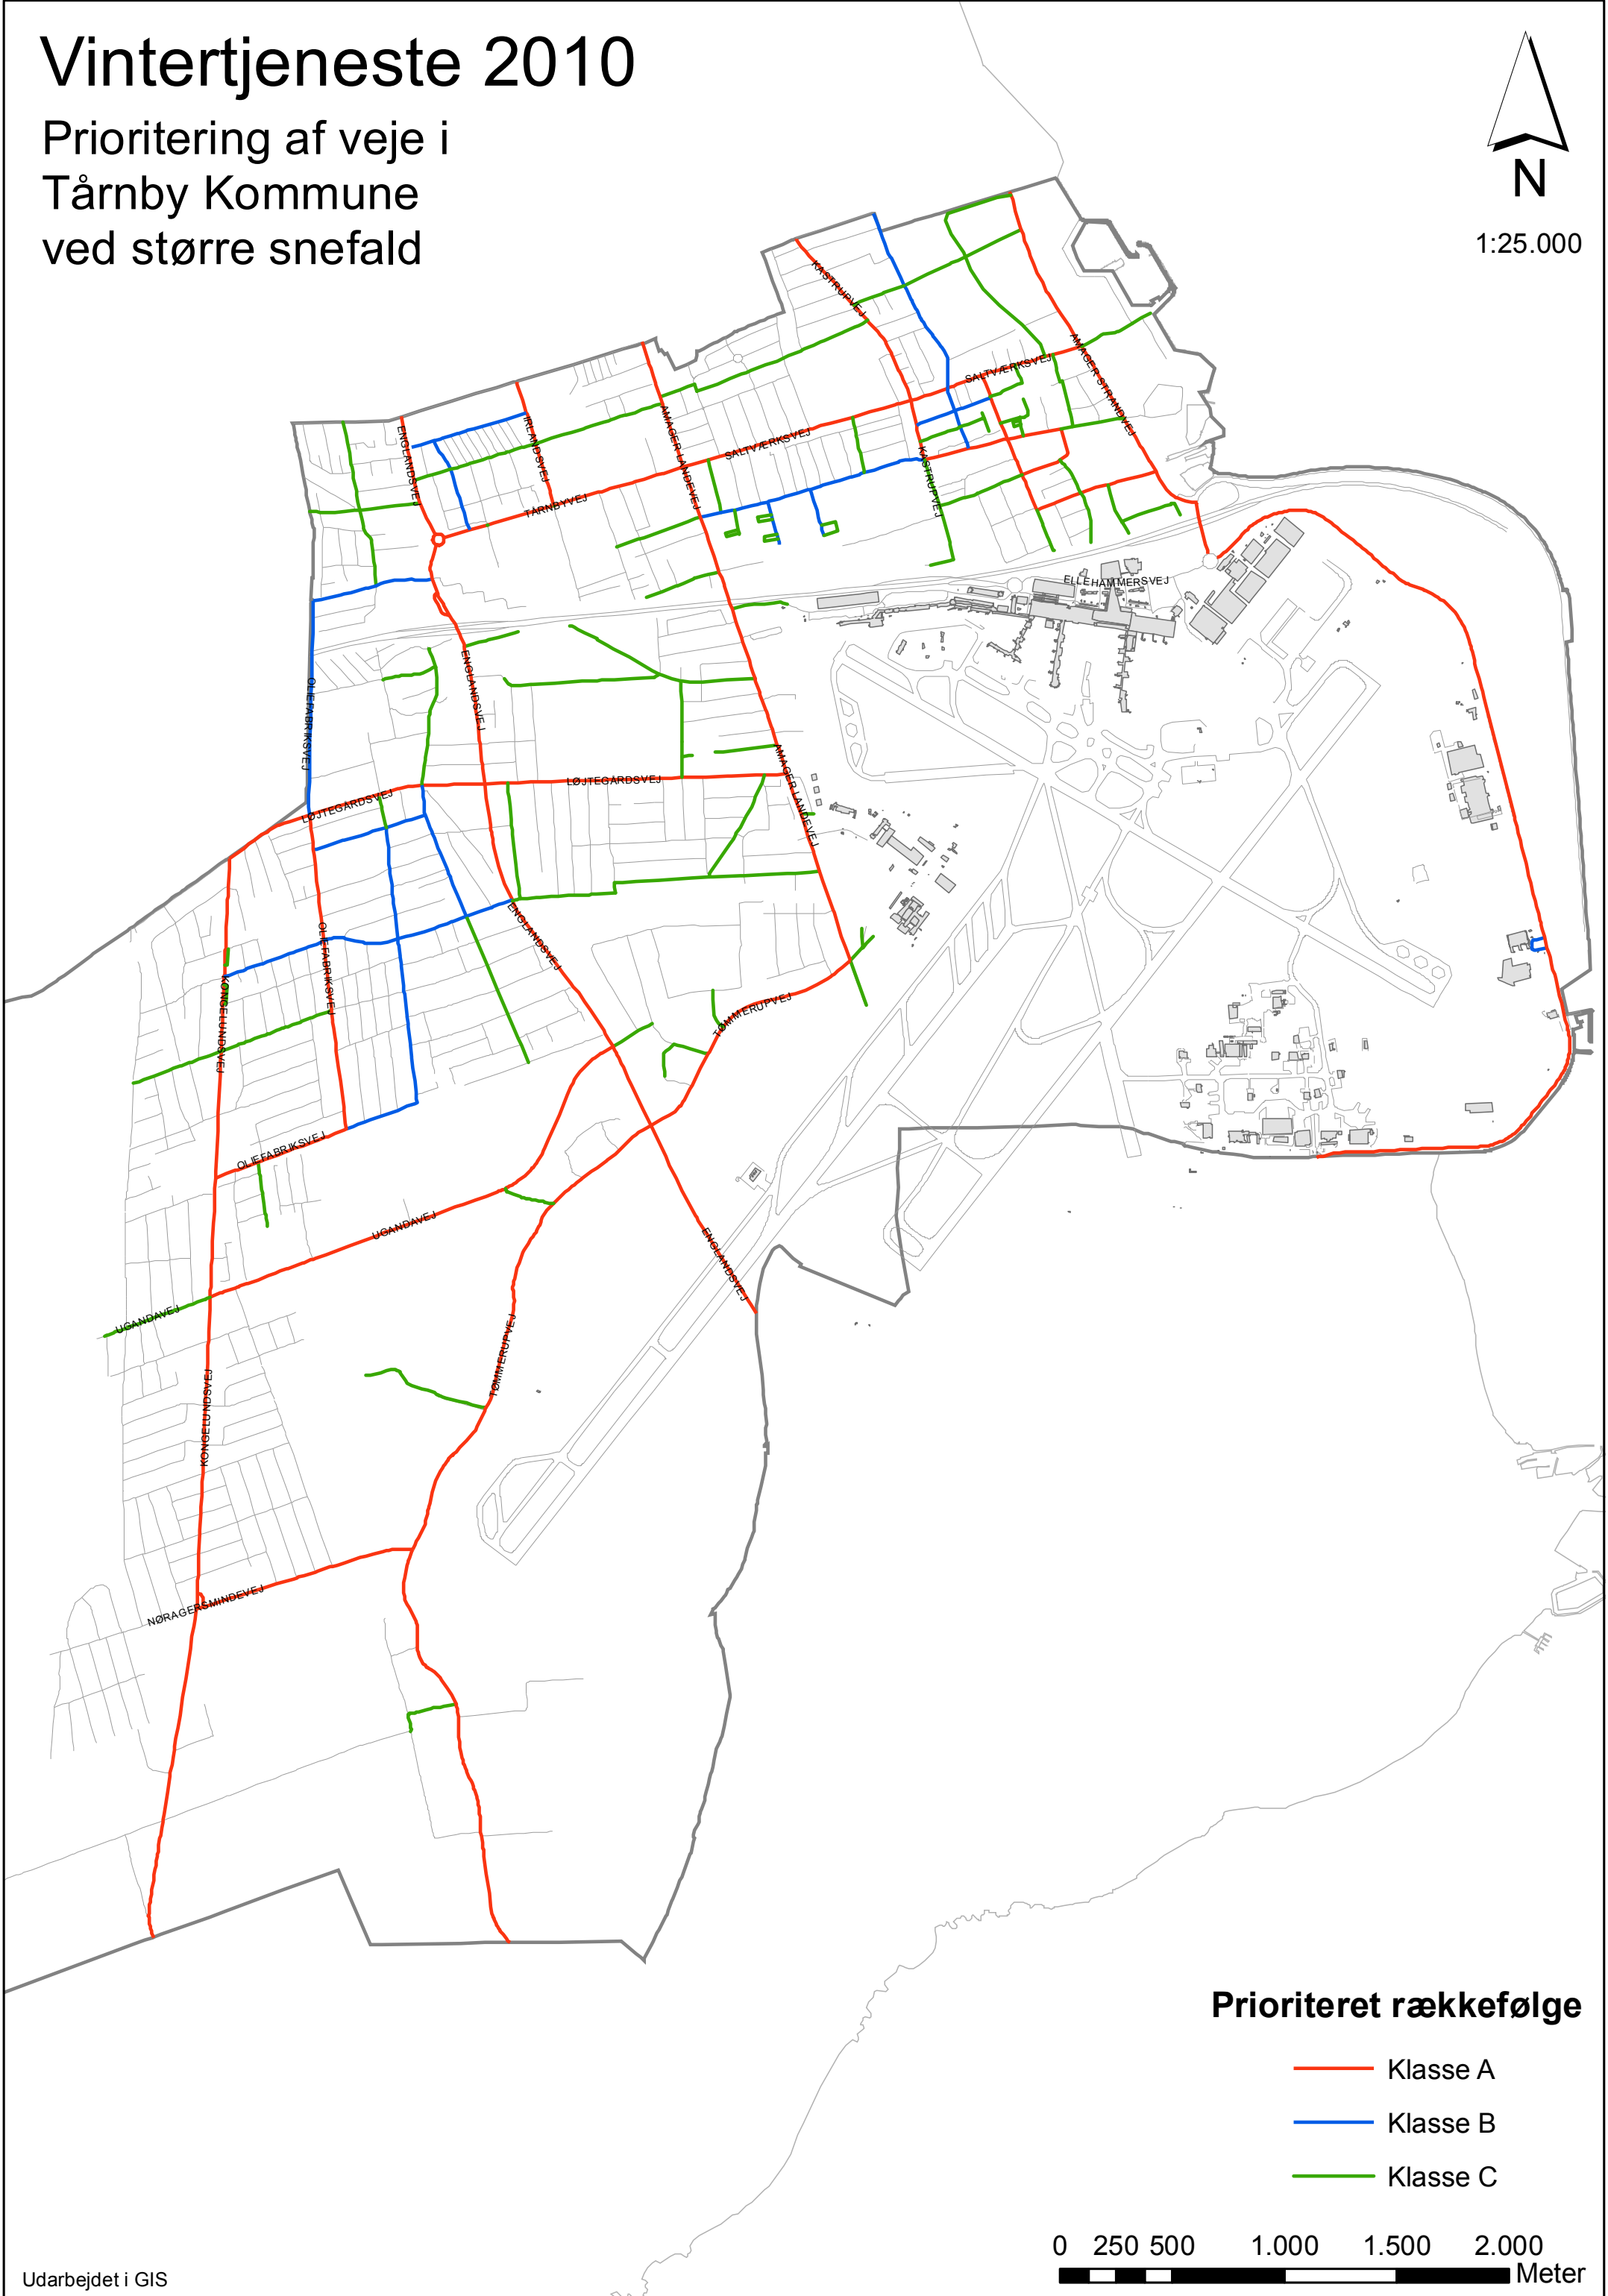 Vintertjeneste 2010
Prioritering af veje i
Tårnby Kommune
ved større snefald
N
1:25.000
KASTRUPVEJ
SALTVÆRKSVEJ
AMAGER STRANDVEJ
ENGLANDSVEJ
IRLANDSVEJ
AMAGER LANDEVEJ
SALTVÆRKSVEJ
KASTRUPVEJ
TÅRNBYVEJ
ELLEHAMMERSVEJ
OLIEFABRIKSVEJ
ENGLANDSVEJ
LØJTEGÅRDSVEJ
LØJTEGÅRDSVEJ
AMAGER LANDEVEJ
ENGLANDSVEJ
OLIEFABRIKSVEJ
KONGELUNDSVEJ
TØMMERUPVEJ
OLIEFABRIKSVEJ
UGANDAVEJ
ENGLANDSVEJ
UGANDAVEJ
TØMMERUPVEJ
KONGELUNDSVEJ
NØRAGERSMINDEVEJ
Prioriteret rækkefølge
Klasse A
Klasse B
Klasse C
0 250 500 1.000 1.500 2.000
Meter
Udarbejdet i GIS